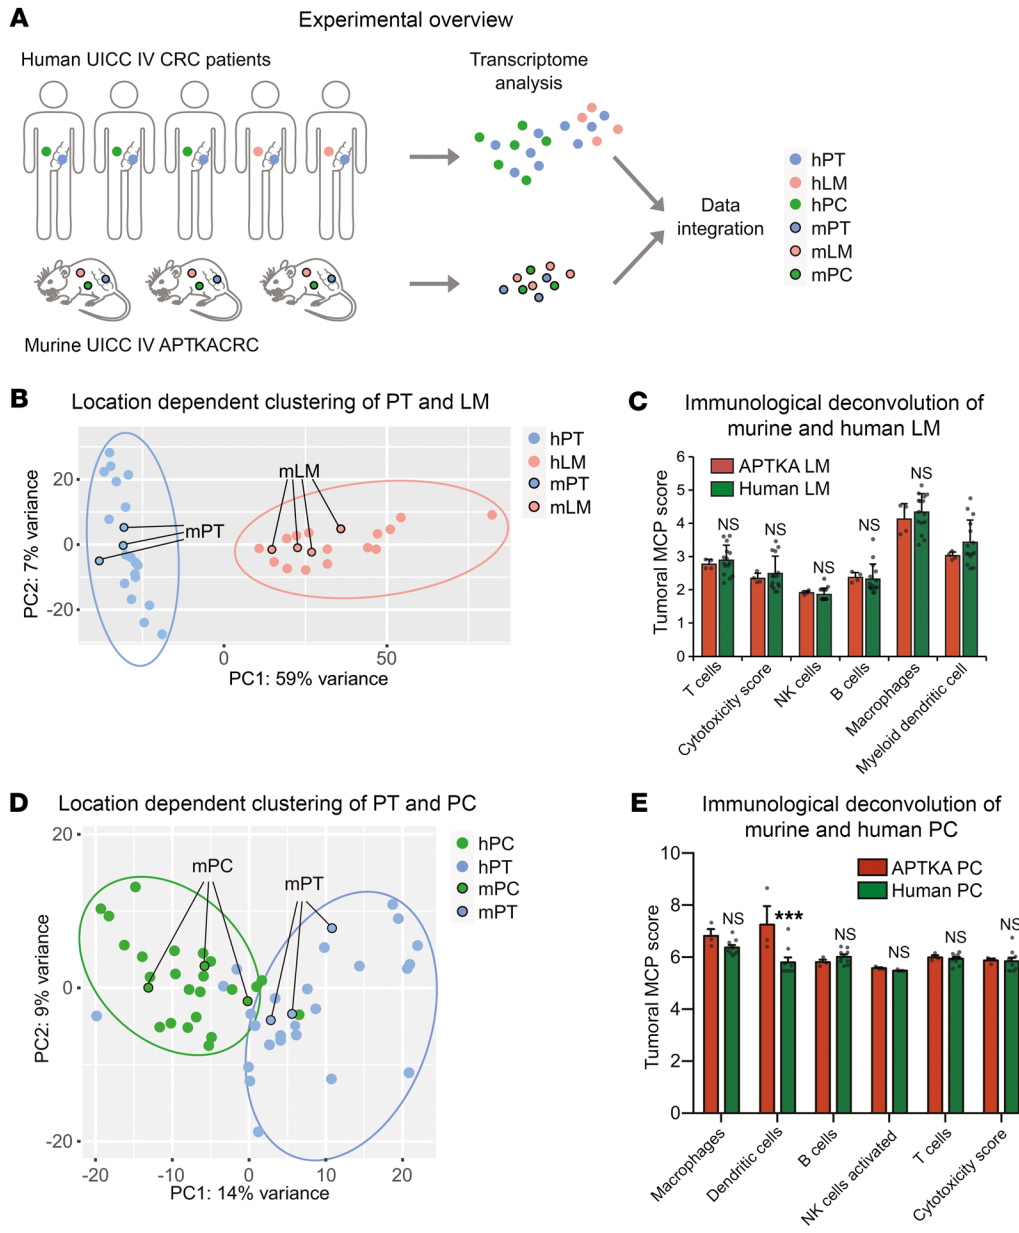 A
Experimental overview
Human UICC IV CRC patients
Transcriptome
analysis
Data
integration
hPT
hLM
hPC
mPT
mLM
mPC
Murine UICC IV APTKACRC
B
Location dependent clustering of PT and LM
mLM
mPT
20
0
-20
0
50
PC2: 7% variance
PC1: 59% variance
hPT
hLM
mPT
mLM
C
Immunological deconvolution of
murine and human LM
APTKA LM
Human LM
Tumoral MCP score
6
5
4
3
2
1
0
NS
NS
NS
NS
NS
T cells
Cytotoxicity score
NK cells
B cells
Macrophages
Myeloid dendritic cell
D
Location dependent clustering of PT and PC
mPC
mPT
20
0
-20
-20
-10
0
10
20
PC2: 9% variance
PC1: 14% variance
hPC
hPT
mPC
mPT
E
Immunological deconvolution of
murine and human PC
APTKA PC
Human PC
Tumoral MCP score
10
8
6
4
2
0
NS
***
NS
NS
NS
NS
Macrophages
Dendritic cells
B cells
NK cells activated
T cells
Cytotoxicity score